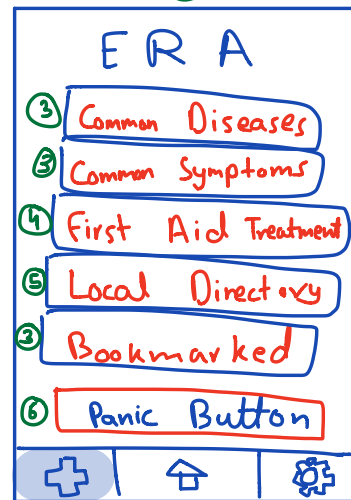 ERA
3 Common Diseases
3 Common Symptoms
4 First Aid Treatment
5 Local Directory
3 Bookmarked
6 Panic Button